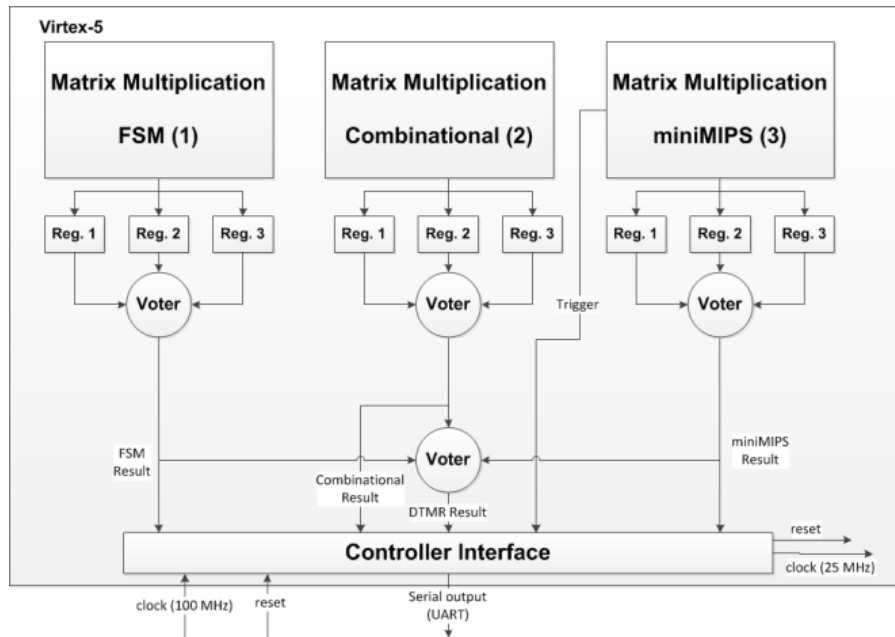 Virtex-5
Matrix Multiplication
FSM (1)
Matrix Multiplication
Combinational (2)
Matrix Multiplication
miniMIPS (3)
Reg. 1
Reg. 2
Reg. 3
Reg. 1
Reg. 2
Reg. 3
Reg. 1
Reg. 2
Reg. 3
Voter
Voter
Voter
Trigger
FSM
Result
Combinational
Result
Voter
DTMR Result
miniMIPS
Result
Controller Interface
reset
clock (25 MHz)
clock (100 MHz)
reset
Serial output
(UART)